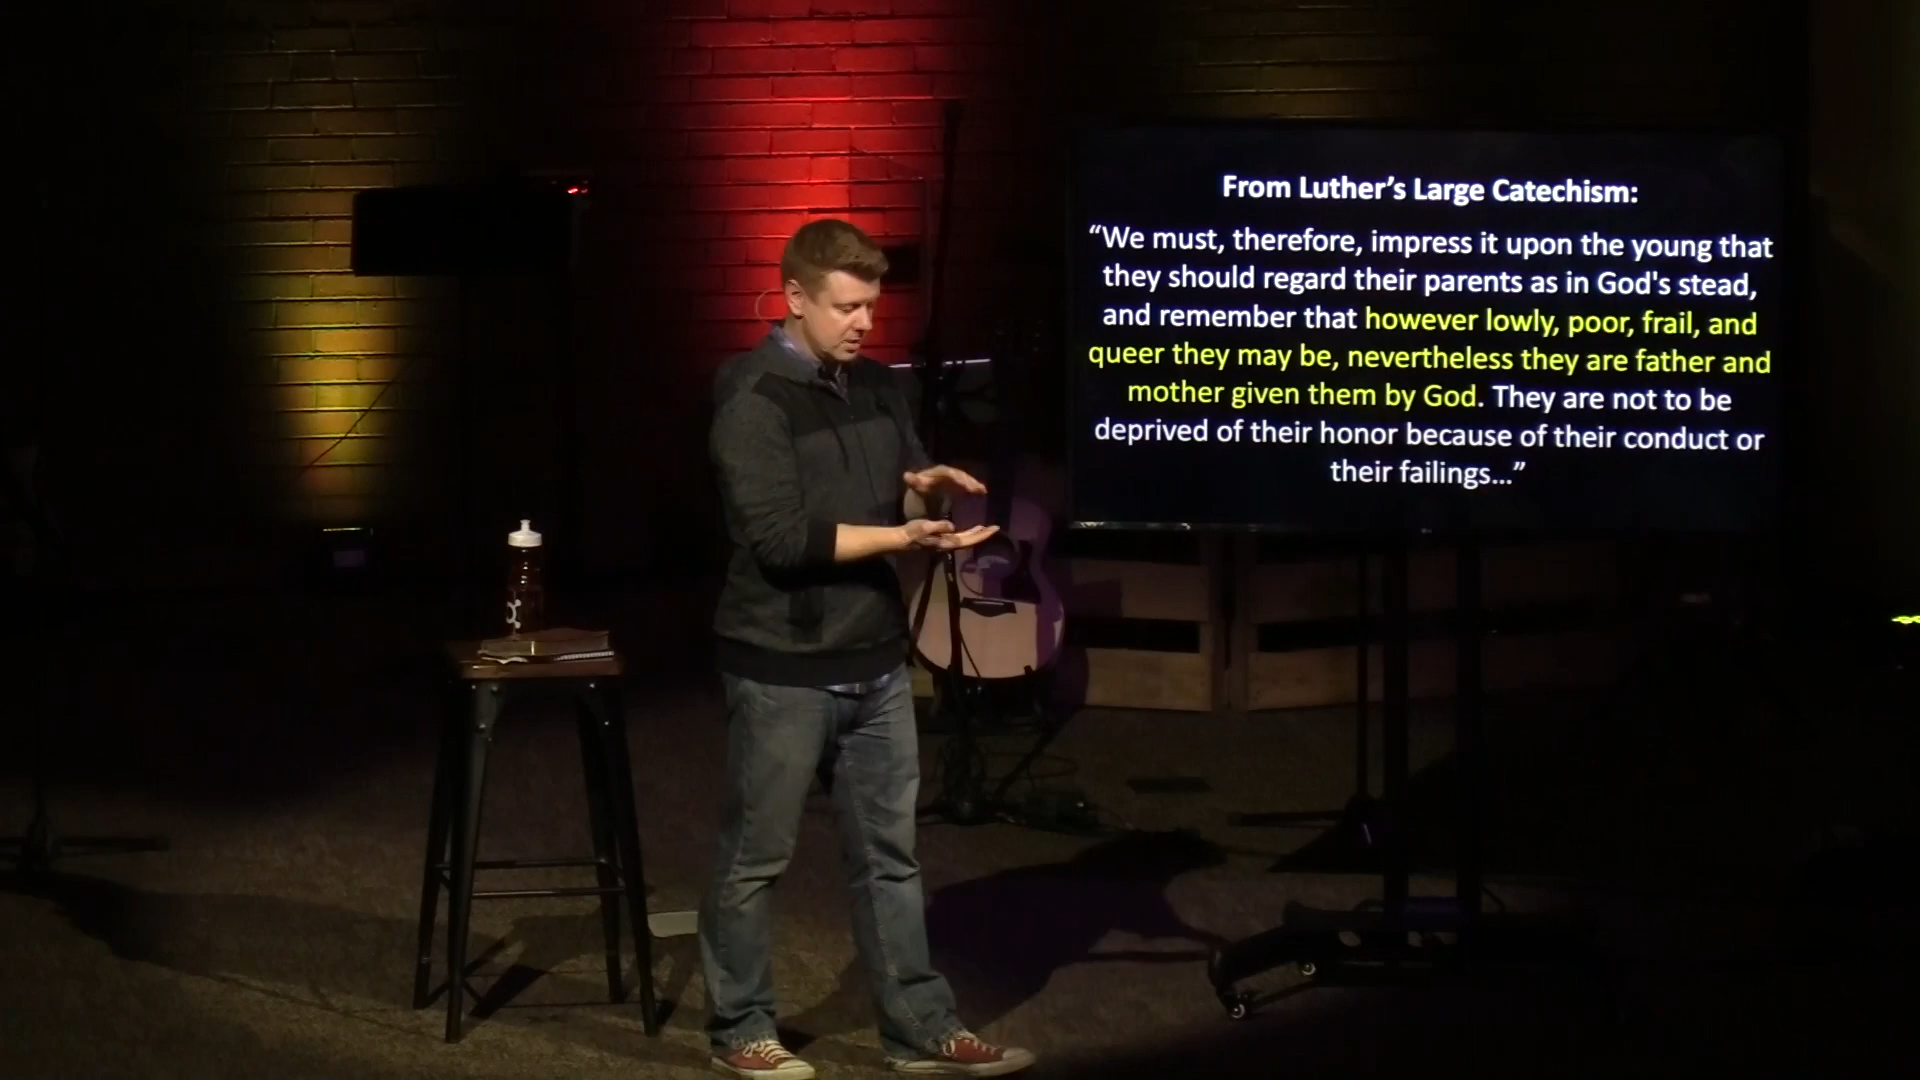 From Luther’s Large Catechism:
“We must, therefore, impress it upon the young that
they should regard their parents as in God's stead,
and remember that however lowly, poor, frail, and
queer they may be, nevertheless they are father and
mother given them by God. They are not to be
deprived of their honor because of their conduct or
their failings...”